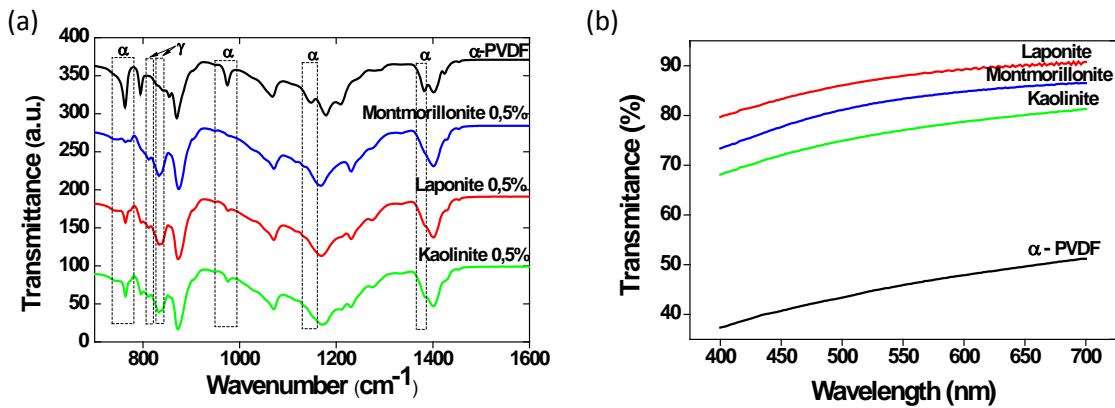 (a)
Transmittance (a.u.)
400
350
300
250
200
150
100
50
0
α
γ
α
α
α
α-PVDF
Montmorillonite 0,5%
Laponite 0,5%
Kaolinite 0,5%
800
1000
1200
1400
1600
Wavenumber (cm-1)
(b)
Transmitance (%)
90
80
70
60
50
40
Laponite
Montmorillonite
Kaolinite
α - PVDF
400
450
500
550
600
650
700
Wavelength (nm)